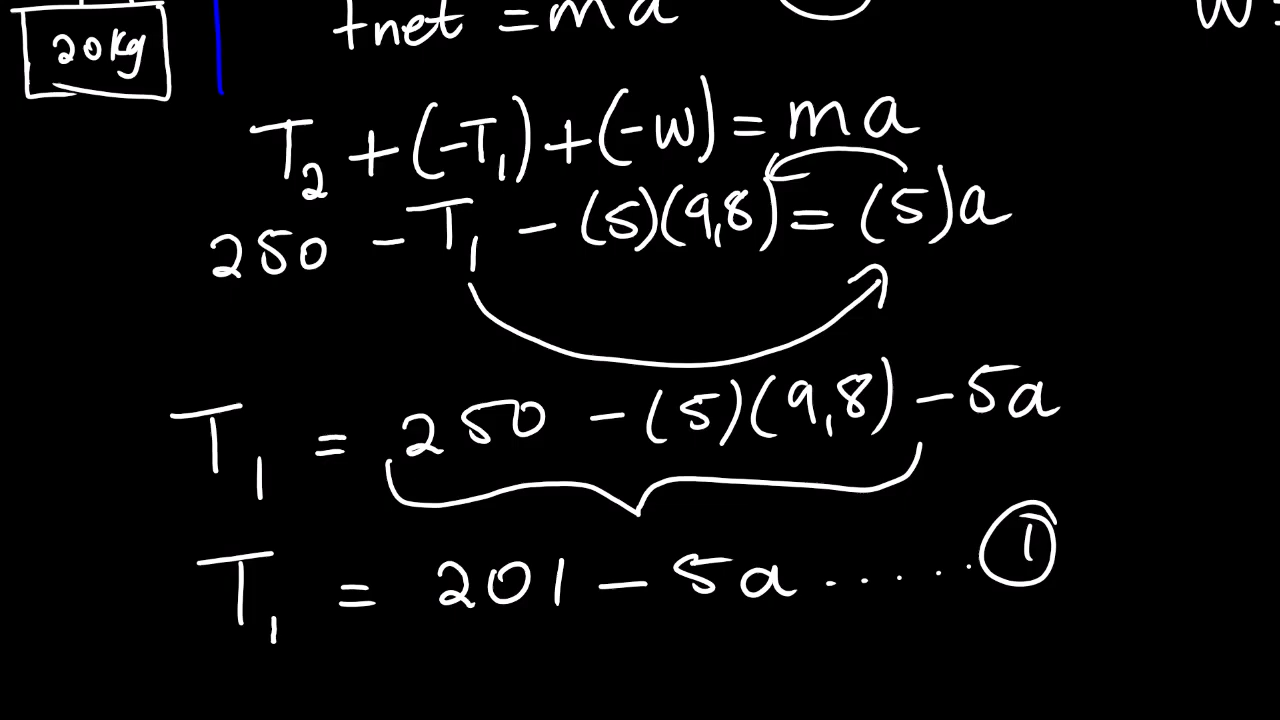 20kg
Fnet = ma
W =
T₂ + (-T₁) + (-W) = ma
250 - T₁ - (5)(9,8) = (5)a
T₁ = 250 - (5)(9,8) - 5a
T₁ = 201 - 5a ...... ①